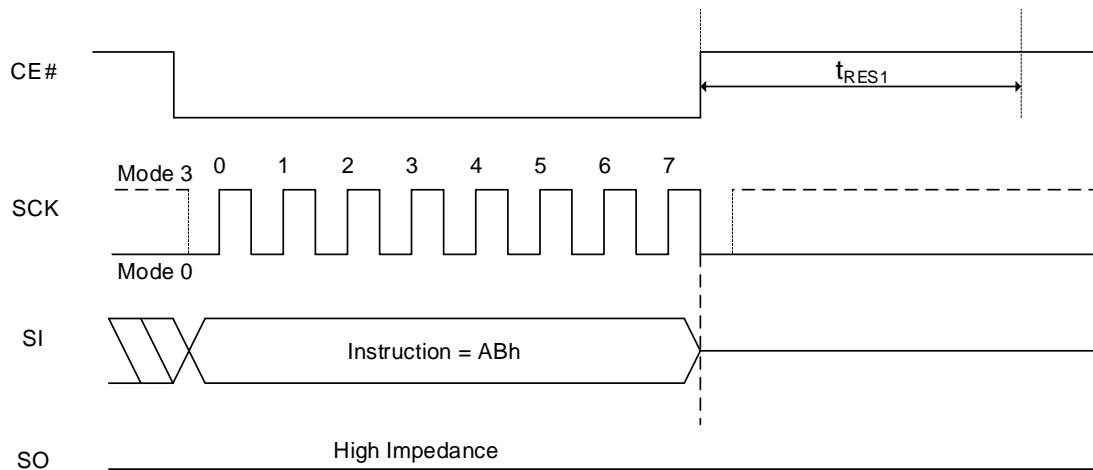 CE#
tRES1
Mode 3
0 1 2 3 4 5 6 7
SCK
Mode 0
SI
Instruction = ABh
High Impedance
SO